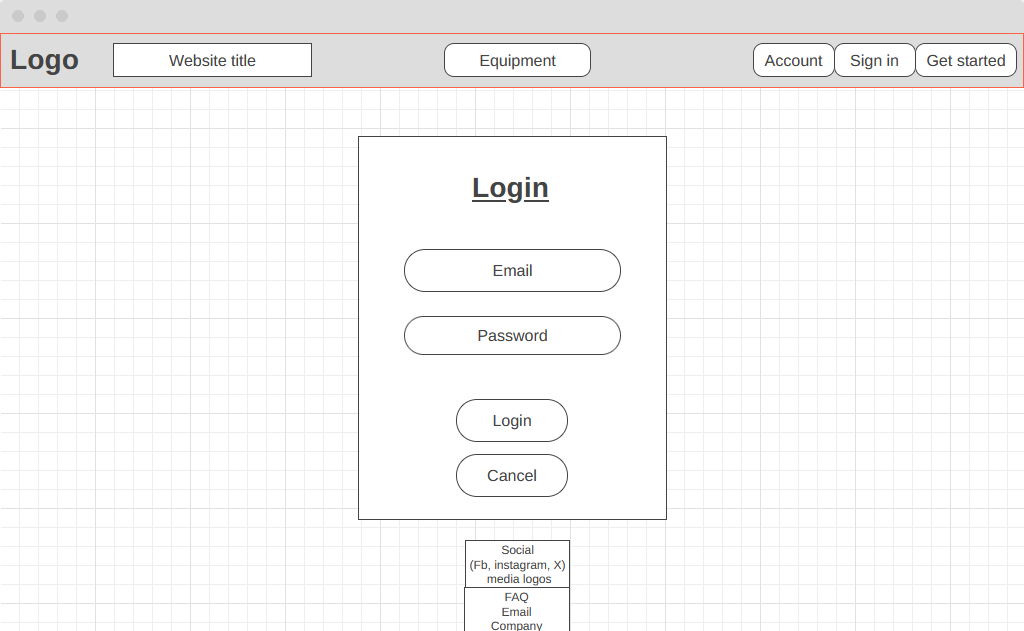 Logo
Website title
Equipment
Account
Sign in
Get started
Login
Email
Password
Login
Cancel
Social
(Fb, instagram, X)
media logos
FAQ
Email
Company